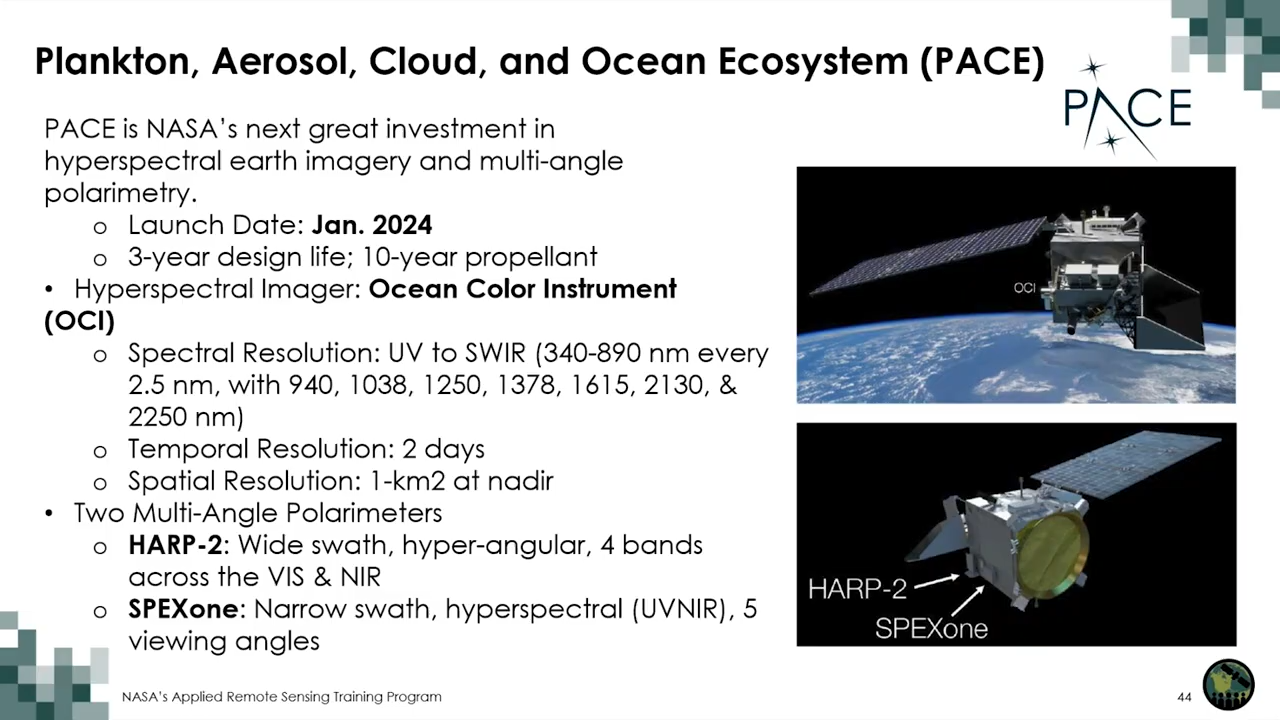 Plankton, Aerosol, Cloud, and Ocean Ecosystem (PACE)
PACE
PACE is NASA’s next great investment in
hyperspectral earth imagery and multi-angle
polarimetry.
o Launch Date: Jan. 2024
o 3-year design life; 10-year propellant
• Hyperspectral Imager: Ocean Color Instrument
(OCI)
o Spectral Resolution: UV to SWIR (340-890 nm every
2.5 nm, with 940, 1038, 1250, 1378, 1615, 2130, &
2250 nm)
o Temporal Resolution: 2 days
o Spatial Resolution: 1-km2 at nadir
• Two Multi-Angle Polarimeters
o HARP-2: Wide swath, hyper-angular, 4 bands
across the VIS & NIR
o SPEXone: Narrow swath, hyperspectral (UVNIR), 5
viewing angles
OCI
HARP-2
SPEXone
NASA’s Applied Remote Sensing Training Program
44